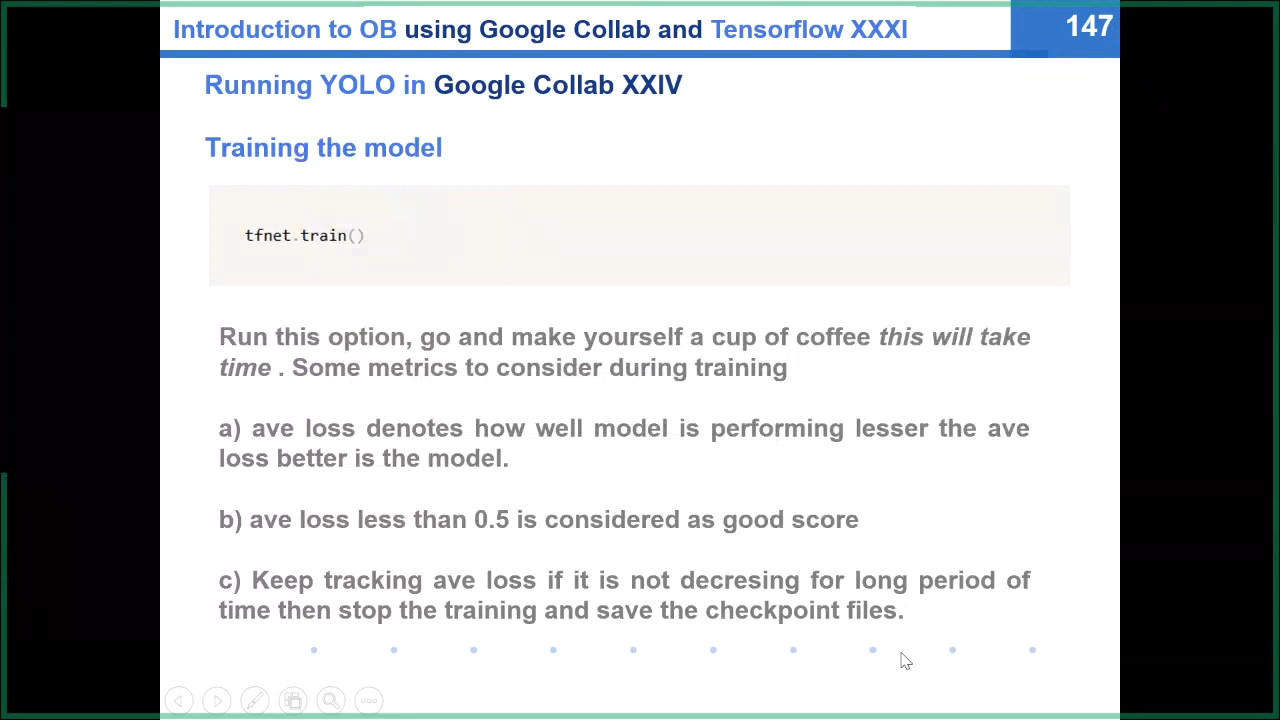 Introduction to OB using Google Collab and Tensorflow XXXI
147
Running YOLO in Google Collab XXIV
Training the model
tfnet.train()
Run this option, go and make yourself a cup of coffee this will take
time . Some metrics to consider during training
a) ave loss denotes how well model is performing lesser the ave
loss better is the model.
b) ave loss less than 0.5 is considered as good score
c) Keep tracking ave loss if it is not decresing for long period of
time then stop the training and save the checkpoint files.